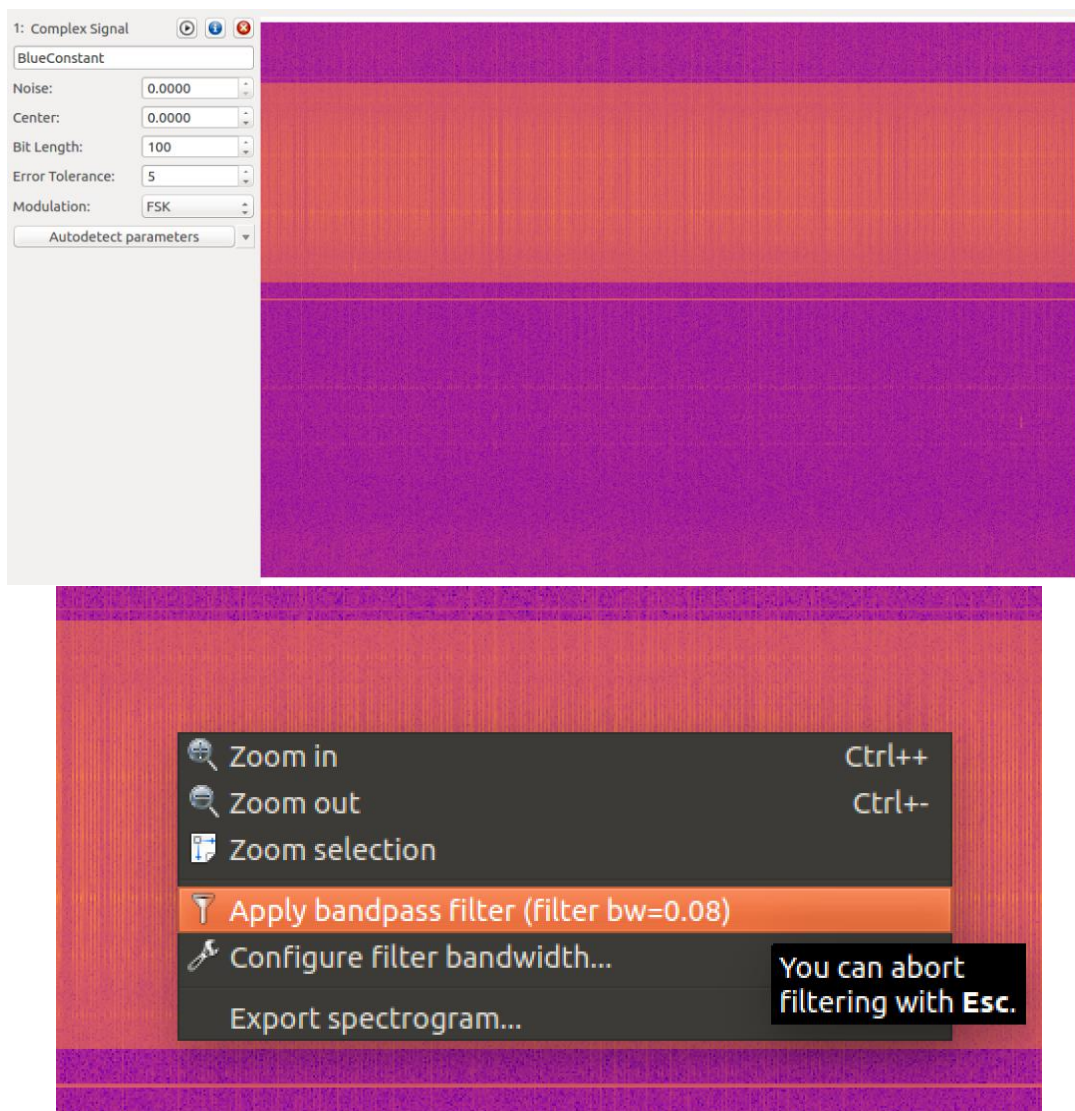 1: Complex Signal
BlueConstant
Noise: 0.0000
Center: 0.0000
Bit Length: 100
Error Tolerance: 5
Modulation: FSK
Autodetect parameters
Zoom in Ctrl++
Zoom out Ctrl+-
Zoom selection
Apply bandpass filter (filter bw=0.08)
Configure filter bandwidth...
You can abort
filtering with Esc.
Export spectrogram...